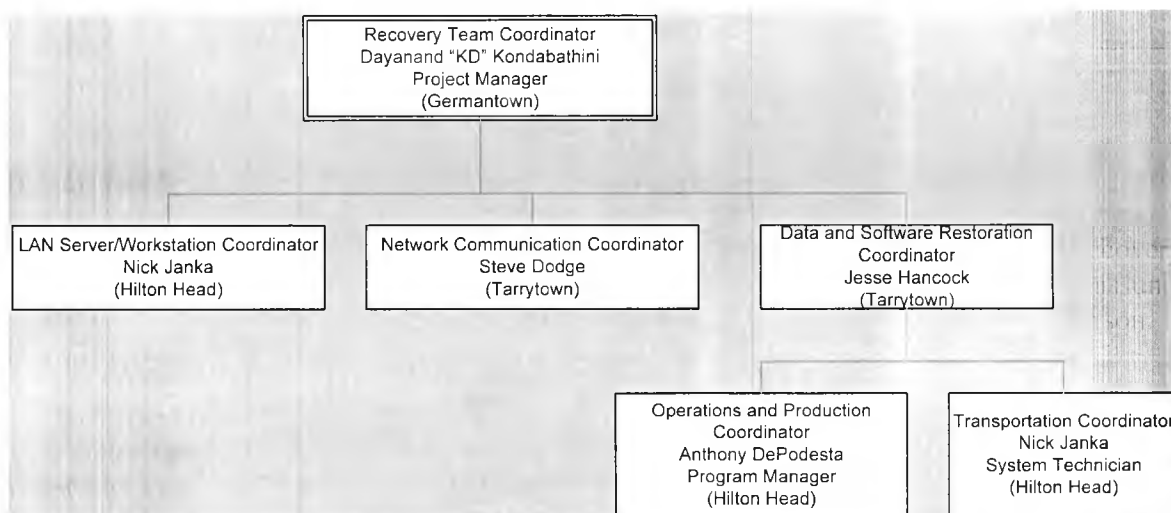 Recovery Team Coordinator
Dayanand “KD” Kondabathini
Project Manager
(Germantown)
LAN Server/Workstation Coordinator
Nick Janka
(Hilton Head)
Network Communication Coordinator
Steve Dodge
(Tarrytown)
Data and Software Restoration
Coordinator
Jesse Hancock
(Tarrytown)
Operations and Production
Coordinator
Anthony DePodesta
Program Manager
(Hilton Head)
Transportation Coordinator
Nick Janka
System Technician
(Hilton Head)